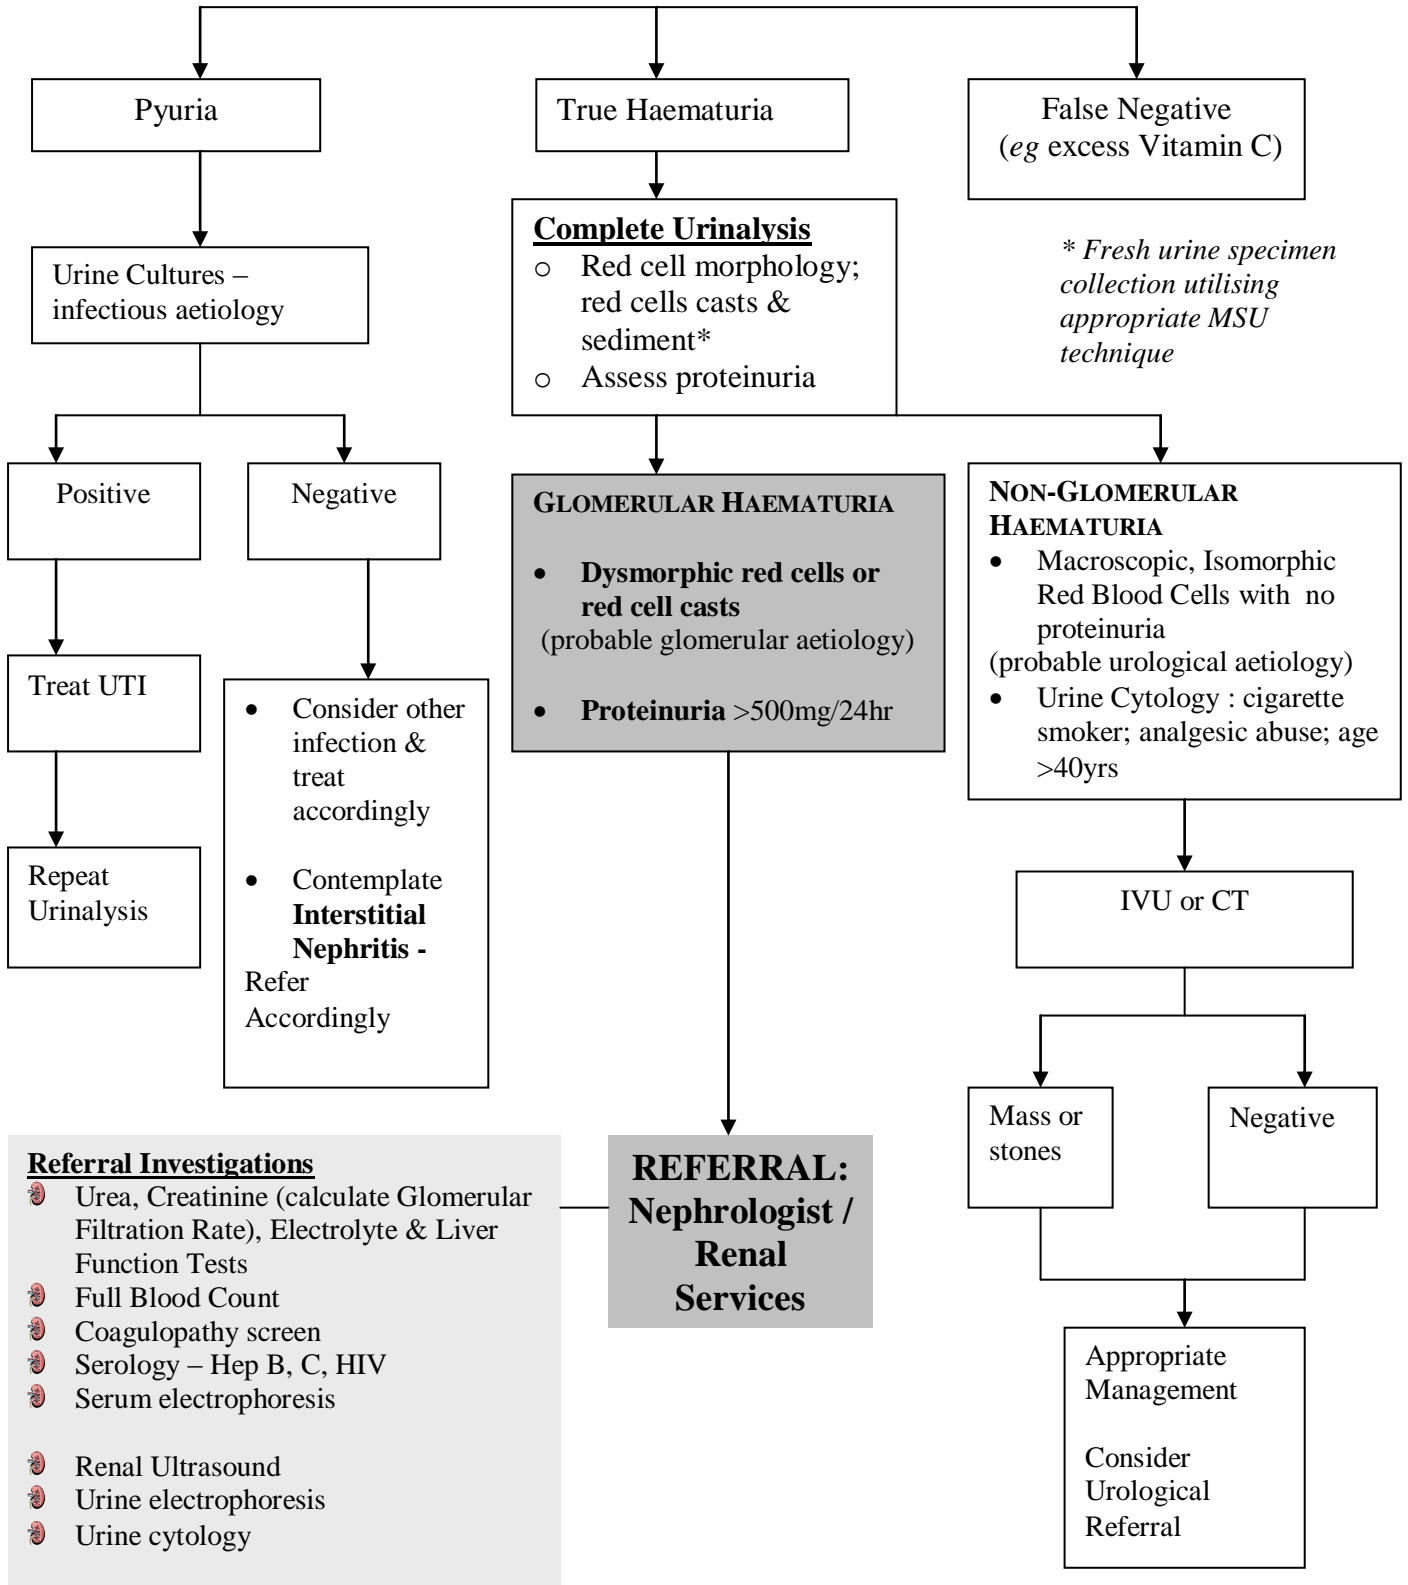 Pyuria
True Haematuria
False Negative
(eg excess Vitamin C)
Urine Cultures –
infectious aetiology
Complete Urinalysis
o Red cell morphology;
red cells casts &
sediment*
o Assess proteinuria
* Fresh urine specimen
collection utilising
appropriate MSU
technique
Positive
Negative
GLOMERULAR HAEMATURIA
• Dysmorphic red cells or
red cell casts
(probable glomerular aetiology)
• Proteinuria >500mg/24hr
NON-GLOMERULAR
HAEMATURIA
• Macroscopic, Isomorphic
Red Blood Cells with no
proteinuria
(probable urological aetiology)
• Urine Cytology : cigarette
smoker; analgesic abuse; age
>40yrs
Treat UTI
• Consider other
infection &
treat
accordingly
• Contemplate
Interstitial
Nephritis -
Refer
Accordingly
Repeat
Urinalysis
IVU or CT
Mass or
stones
Negative
Referral Investigations
Urea, Creatinine (calculate Glomerular
Filtration Rate), Electrolyte & Liver
Function Tests
Full Blood Count
Coagulopathy screen
Serology – Hep B, C, HIV
Serum electrophoresis
Renal Ultrasound
Urine electrophoresis
Urine cytology
REFERRAL:
Nephrologist /
Renal
Services
Appropriate
Management
Consider
Urological
Referral